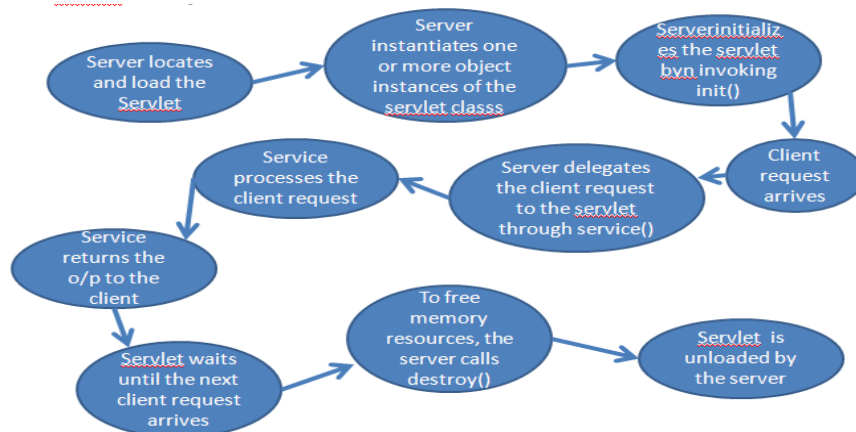 Server locates
and load the
Servlet
Server
instantiates one
or more object
instances of the
servlet classs
Serverinitializ
es the servlet
byn invoking
init()
Client
request
arrives
Server delegates
the client request
to the servlet
through service()
Service
processes the
client request
Service
returns the
o/p to the
client
Servlet waits
until the next
client request
arrives
To free
memory
resources, the
server calls
destroy()
Servlet is
unloaded by
the server